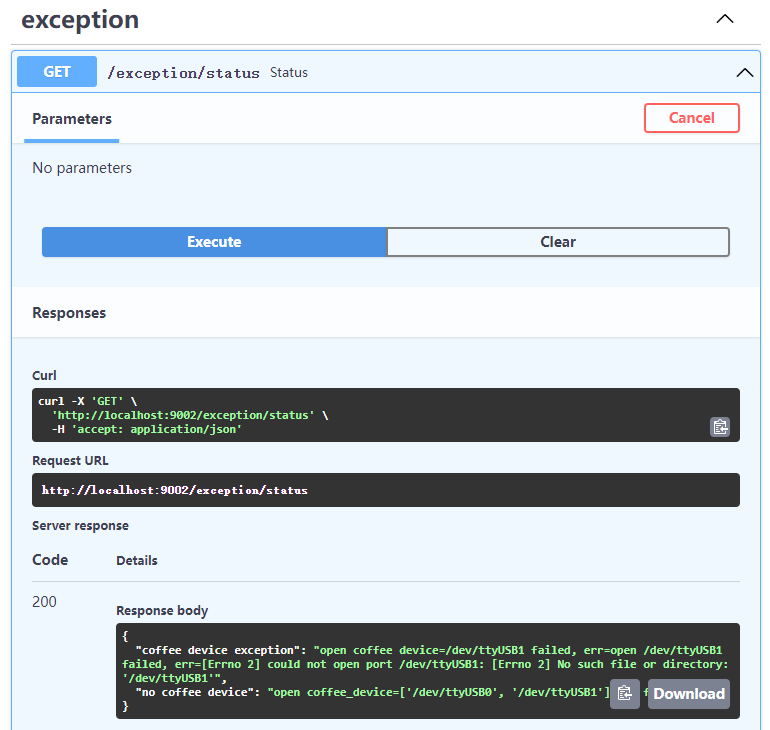 exception
GET /exception/status Status
Parameters
Cancel
No parameters
Execute
Clear
Responses
Curl
curl -X 'GET' \
'http://localhost:9002/exception/status' \
-H 'accept: application/json'
Request URL
http://localhost:9002/exception/status
Server response
Code Details
200
Response body
{
"coffee device exception": "open coffee device=/dev/ttyUSB1 failed, err=open /dev/ttyUSB1
failed, err=[Errno 2] could not open port /dev/ttyUSB1: [Errno 2] No such file or directory:
'/dev/ttyUSB1'",
"no coffee device": "open coffee_device=['/dev/ttyUSB0', '/dev/ttyUSB1']
}
Download